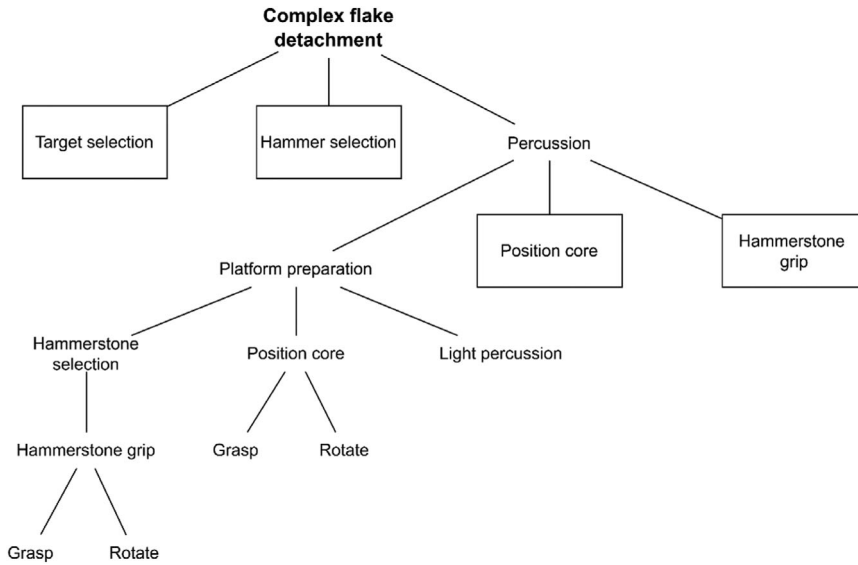 Complex flake
detachment
Target selection
Hammer selection
Percussion
Position core
Hammerstone
grip
Platform preparation
Hammerstone
selection
Position core
Light percussion
Hammerstone grip
Grasp
Rotate
Grasp
Rotate